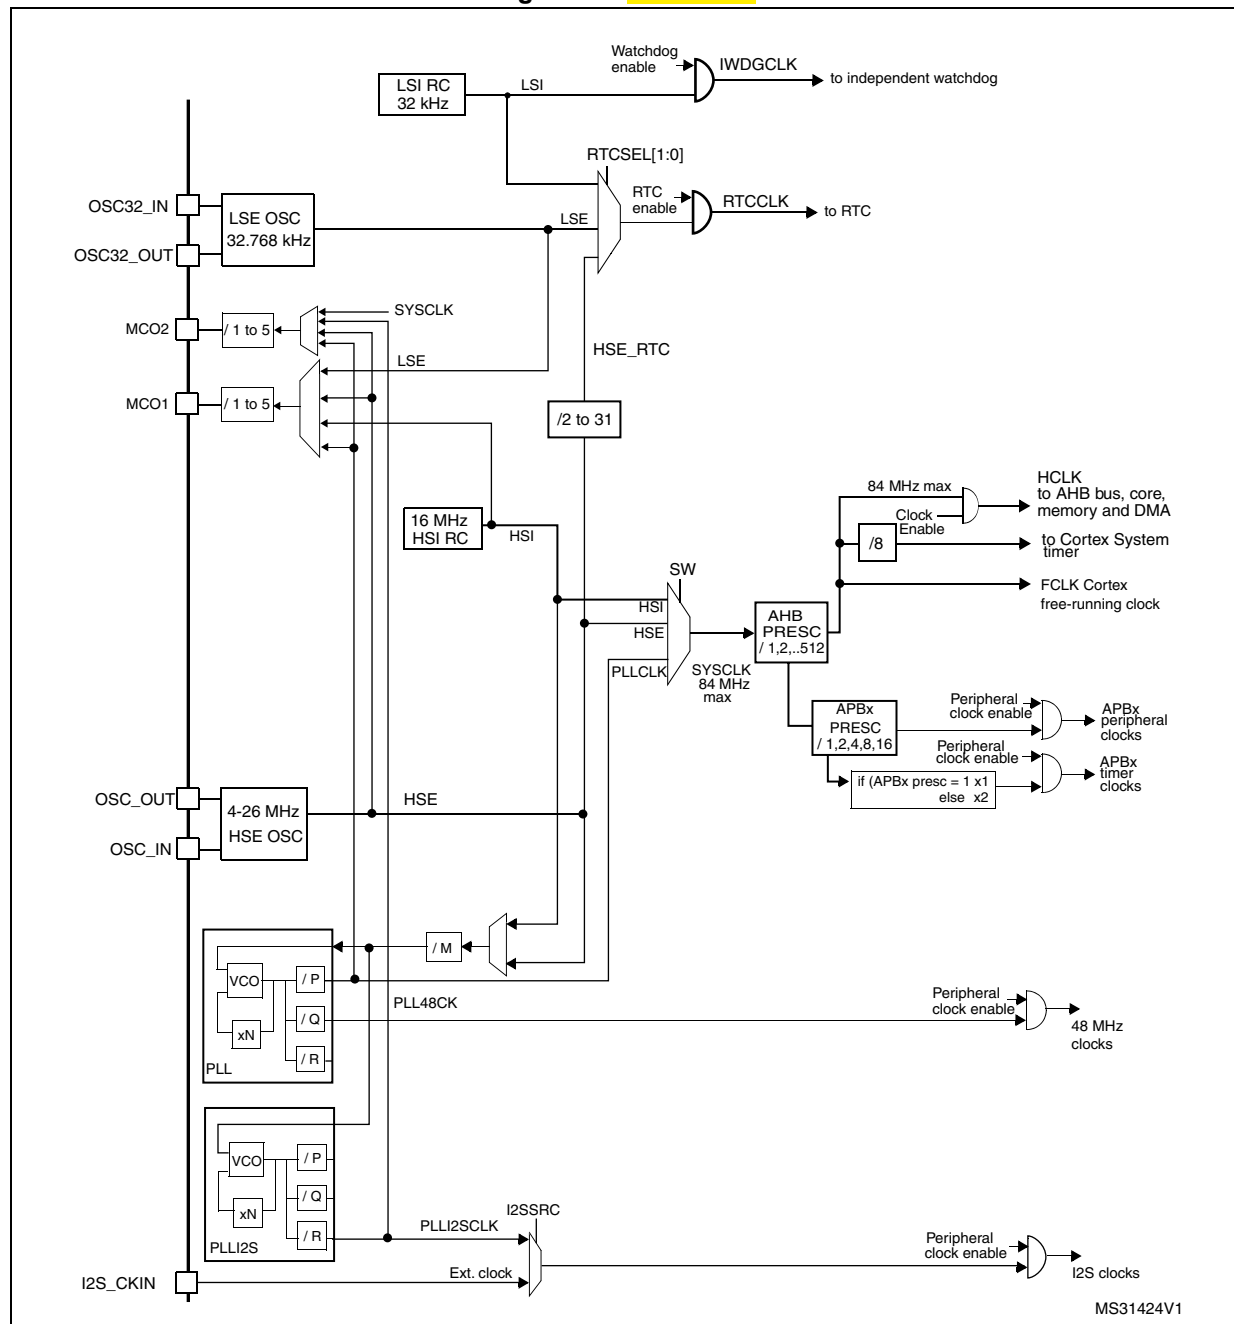 Watchdog
enable
IWDGCLK
to independent watchdog
LSI RC
32 kHz
LSI
RTCSEL[1:0]
OSC32_IN
RTC
enable
RTCCLK
to RTC
LSE OSC
32.768 kHz
LSE
OSC32_OUT
SYSCLK
MCO2
/ 1 to 5
HSE_RTC
LSE
MCO1
/ 1 to 5
/2 to 31
84 MHz max
HCLK
to AHB bus, core,
memory and DMA
Clock
Enable
16 MHz
HSI RC
HSI
/8
to Cortex System
timer
SW
FCLK Cortex
free-running clock
HSI
HSE
AHB
PRESC
/ 1,2,..512
PLLCLK
SYSCLK
84 MHz
max
APBx
PRESC
/ 1,2,4,8,16
Peripheral
clock enable
APBx
peripheral
clocks
Peripheral
clock enable
APBx
timer
clocks
if (APBx presc = 1 x1
else x2
OSC_OUT
4-26 MHz
HSE OSC
HSE
OSC_IN
/ M
VCO
/ P
PLL48CK
/ Q
xN
/ R
PLL
Peripheral
clock enable
48 MHz
clocks
VCO
/ P
/ Q
xN
/ R
PLLI2S
PLLI2SCLK
I2SSRC
Ext. clock
Peripheral
clock enable
I2S clocks
I2S_CKIN
MS31424V1